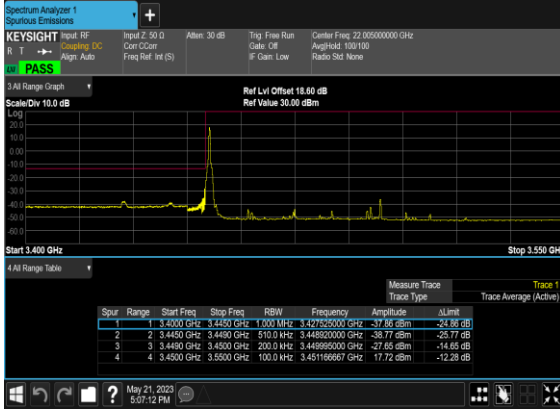 Spectrum Analyzer 1
Spurious Emissions
+
KEYSIGHT Input: RF Input Z: 50 Ω Atten: 30 dB Trig: Free Run Center Freq: 22.005000000 GHz
R T Coupling: DC Corr CCorr Gate: Off Avg|Hold: 100/100
Align: Auto Freq Ref: Int (S) IF Gain: Low Radio Std: None
PASS
3 All Range Graph
Ref Lvl Offset 18.60 dB
Scale/Div 10.0 dB Ref Value 30.00 dBm
Log
20.0
10.0
0.00
-10.0
-20.0
-30.0
-40.0
-50.0
-60.0
Start 3.400 GHz Stop 3.550 GH
4 All Range Table
Measure Trace Trace 1
Trace Type Trace Average (Active)
Spur Range Start Freq Stop Freq RBW Frequency Amplitude ΔLimit
1 1 3.4000 GHz 3.4450 GHz 1.000 MHz 3.427525000 GHz -37.86 dBm -24.86 dB
2 2 3.4450 GHz 3.4490 GHz 510.0 kHz 3.448920000 GHz -38.77 dBm -25.77 dB
3 3 3.4490 GHz 3.4500 GHz 200.0 kHz 3.449995000 GHz -27.65 dBm -14.65 dB
4 4 3.4500 GHz 3.5500 GHz 100.0 kHz 3.451166667 GHz 17.72 dBm -12.28 dB
?
May 21, 2023
5:07:12 PM